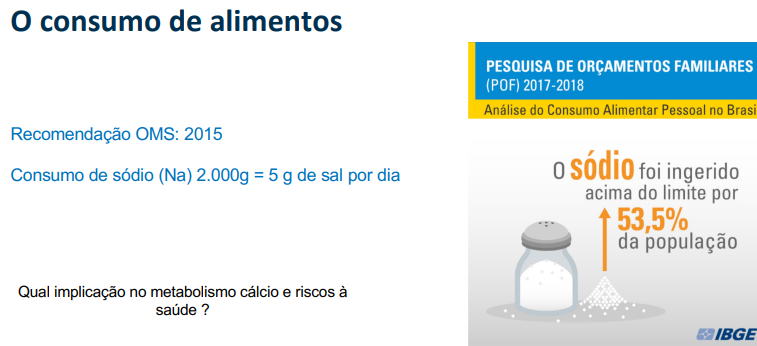 O consumo de alimentos
PESQUISA DE ORÇAMENTOS FAMILIARES
(POF) 2017-2018
Análise do Consumo Alimentar Pessoal no Brasi
Recomendação OMS: 2015
Consumo de sódio (Na) 2.000g = 5 g de sal por dia
O sódio foi ingerido
acima do limite por
53,5%
da população
Qual implicação no metabolismo cálcio e riscos à
saúde ?
IBGE